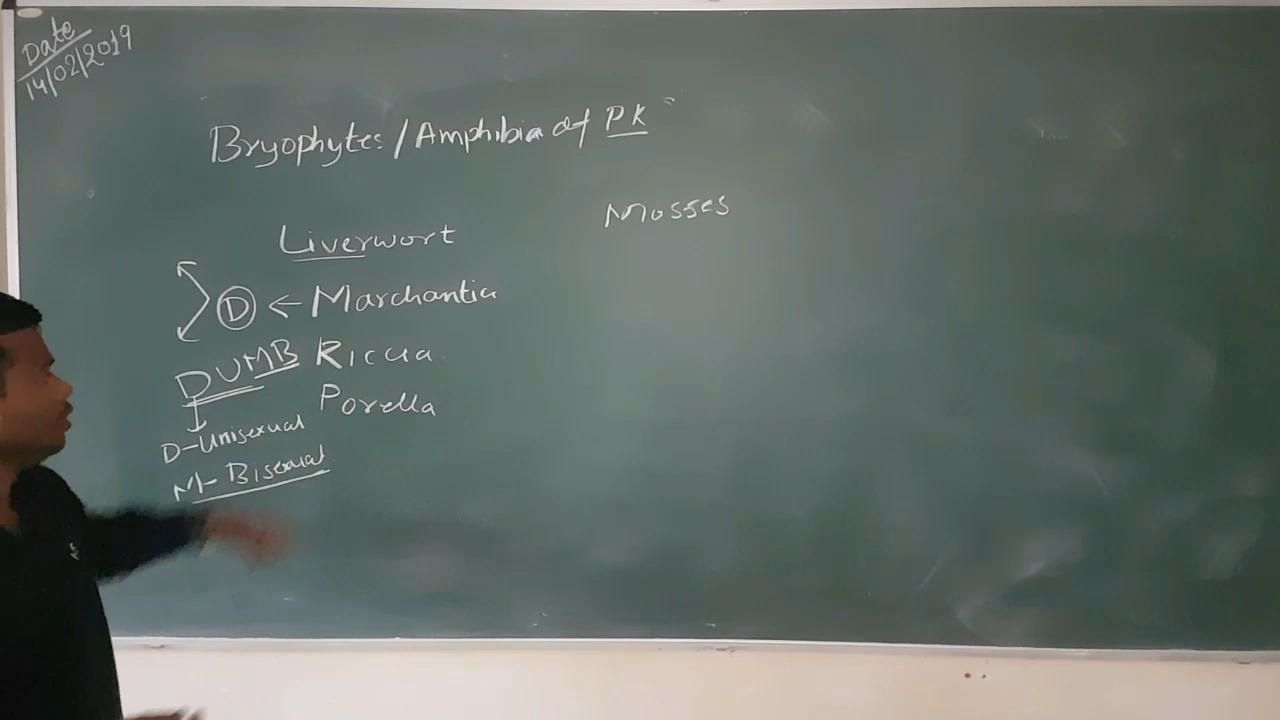 Date
14/02/2019
Bryophytes/Amphibia of PK
Liverwort
Mosses
D ← Marchantia
DUMB Riccia
Porella
D-Unisexual
M-Bisexual